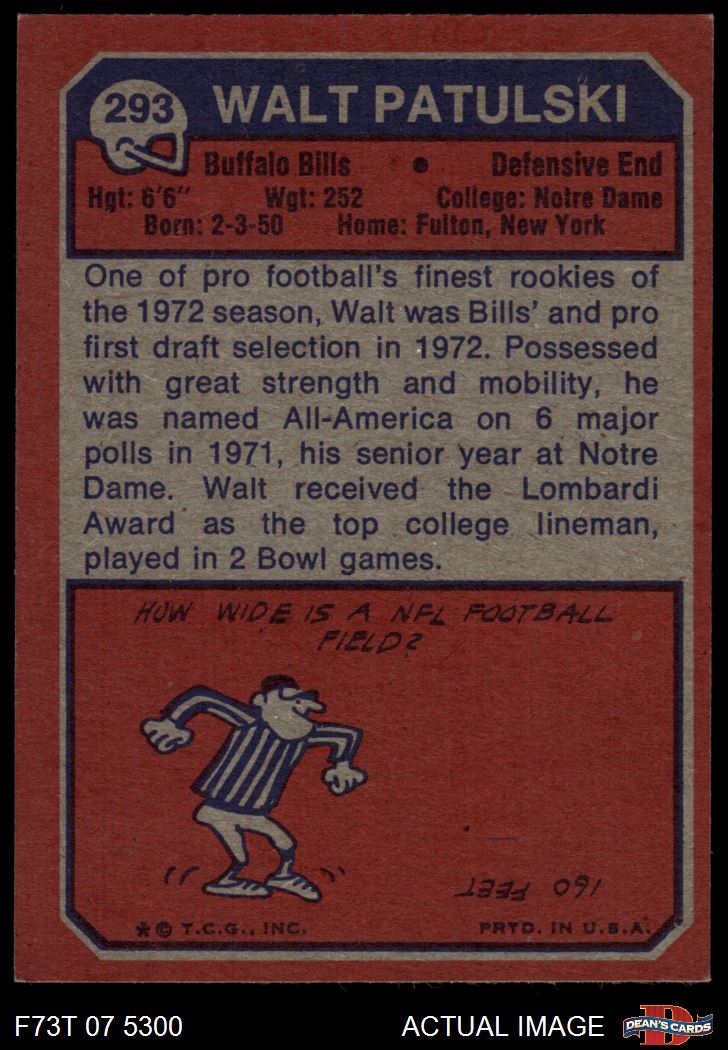 293 WALT PATULSKI
Buffalo Bills • Defensive End
Hgt: 6'6" Wgt: 252 College: Notre Dame
Born: 2-3-50 Home: Fulton, New York
One of pro football's finest rookies of
the 1972 season, Walt was Bills' and pro
first draft selection in 1972. Possessed
with great strength and mobility, he
was named All-America on 6 major
polls in 1971, his senior year at Notre
Dame. Walt received the Lombardi
Award as the top college lineman,
played in 2 Bowl games.
HOW WIDE IS A NFL FOOTBALL
FIELD?
160 FEET
* © T.C.G., INC. PRTD. IN U.S.A.
F73T 07 5300 ACTUAL IMAGE D DEAN'S CARDS